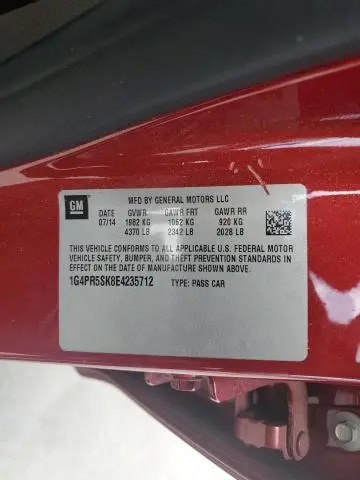 GM
MFD BY GENERAL MOTORS LLC
DATE GVWR GAWR FRT GAWR RR
07/14 1982 KG 1062 KG 920 KG
4370 LB 2342 LB 2028 LB
THIS VEHICLE CONFORMS TO ALL APPLICABLE U.S. FEDERAL MOTOR
VEHICLE SAFETY, BUMPER, AND THEFT PREVENTION STANDARDS IN
EFFECT ON THE DATE OF MANUFACTURE SHOWN ABOVE.
1G4PR5SK8E4235712 TYPE: PASS CAR